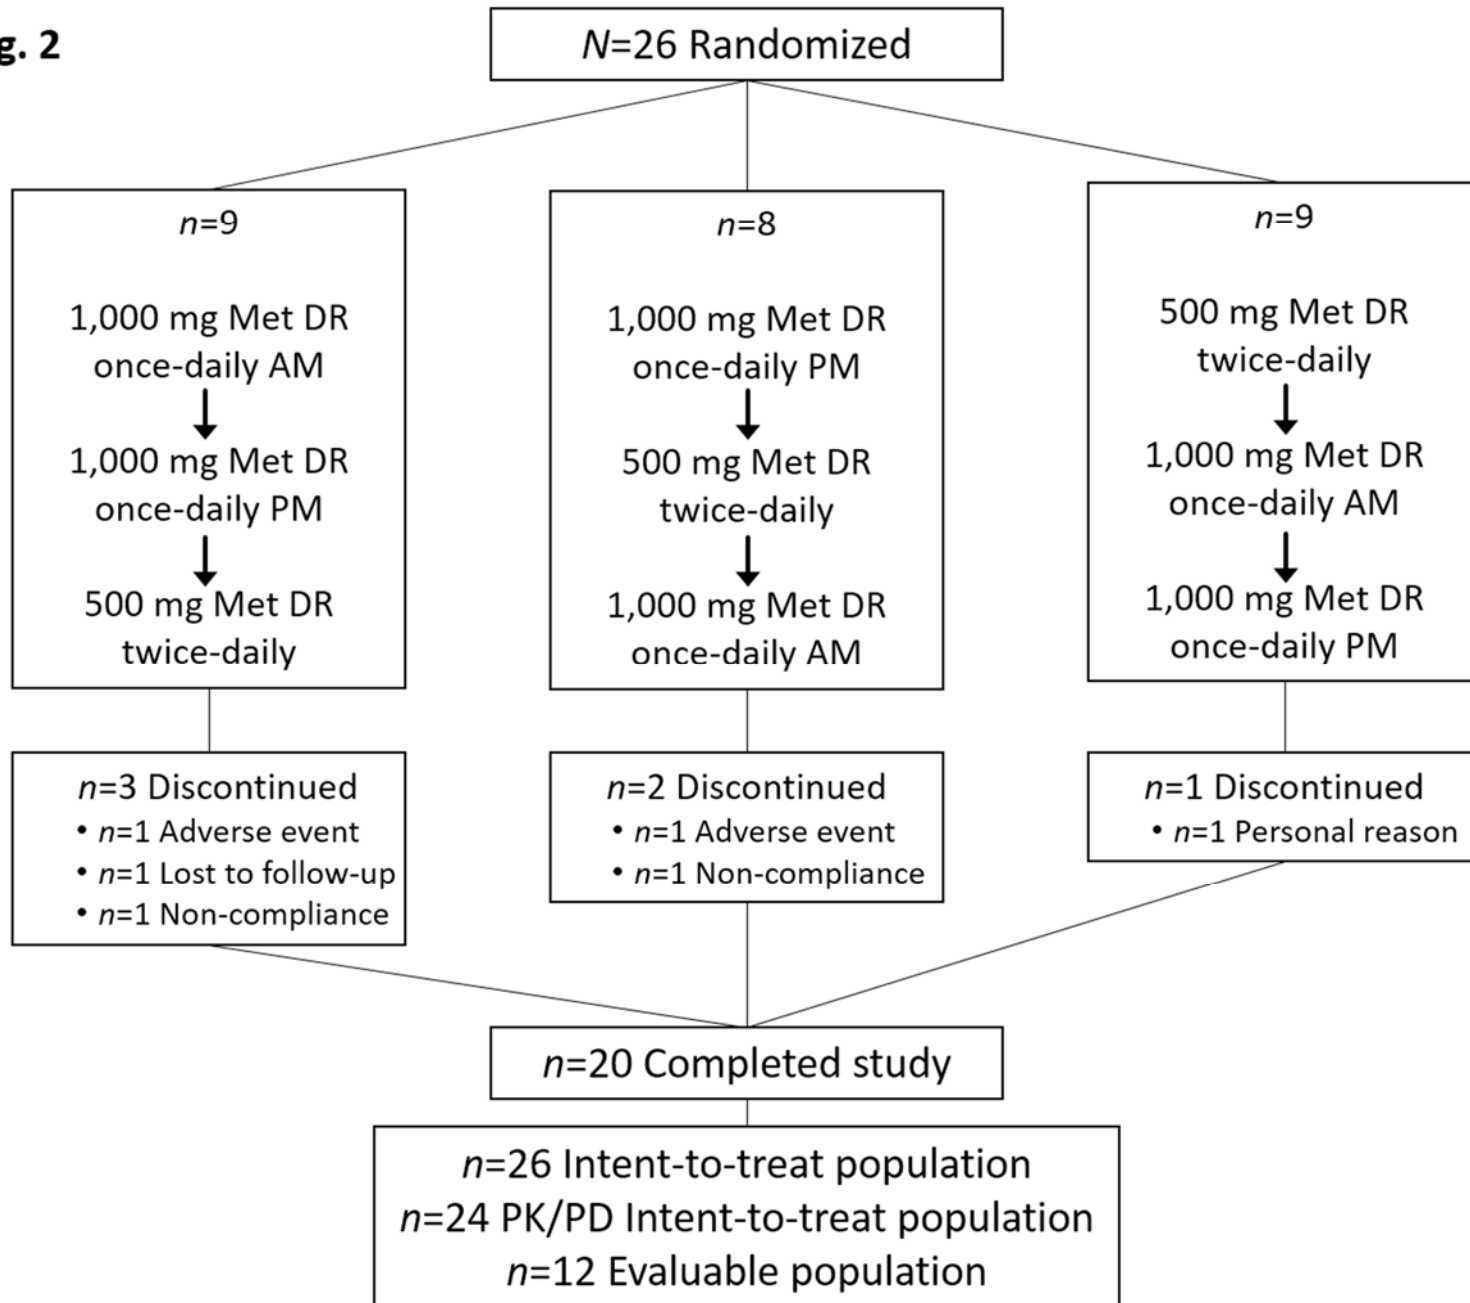 g. 2
N=26 Randomized
n=9
1,000 mg Met DR
once-daily AM
1,000 mg Met DR
once-daily PM
500 mg Met DR
twice-daily
n=8
1,000 mg Met DR
once-daily PM
500 mg Met DR
twice-daily
1,000 mg Met DR
once-daily AM
n=9
500 mg Met DR
twice-daily
1,000 mg Met DR
once-daily AM
1,000 mg Met DR
once-daily PM
n=3 Discontinued
• n=1 Adverse event
• n=1 Lost to follow-up
• n=1 Non-compliance
n=2 Discontinued
• n=1 Adverse event
• n=1 Non-compliance
n=1 Discontinued
• n=1 Personal reason
n=20 Completed study
n=26 Intent-to-treat population
n=24 PK/PD Intent-to-treat population
n=12 Evaluable population